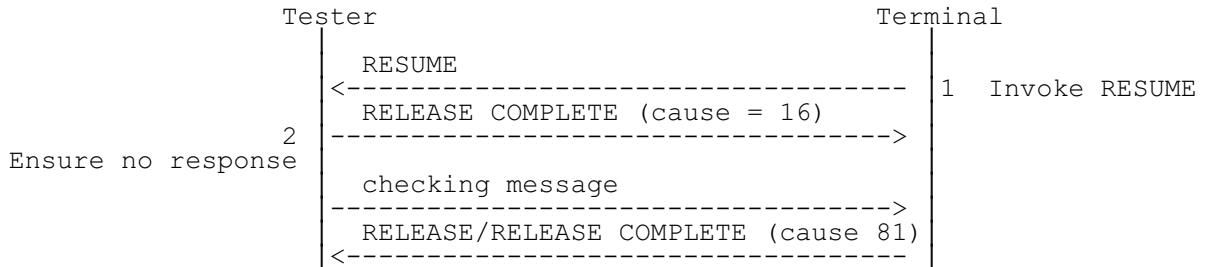 Tester Terminal
RESUME
<----------------------------------- 1 Invoke RESUME
RELEASE COMPLETE (cause = 16)
2 ----------------------------------->
Ensure no response
checking message
----------------------------------->
RELEASE/RELEASE COMPLETE (cause 81)
<-----------------------------------